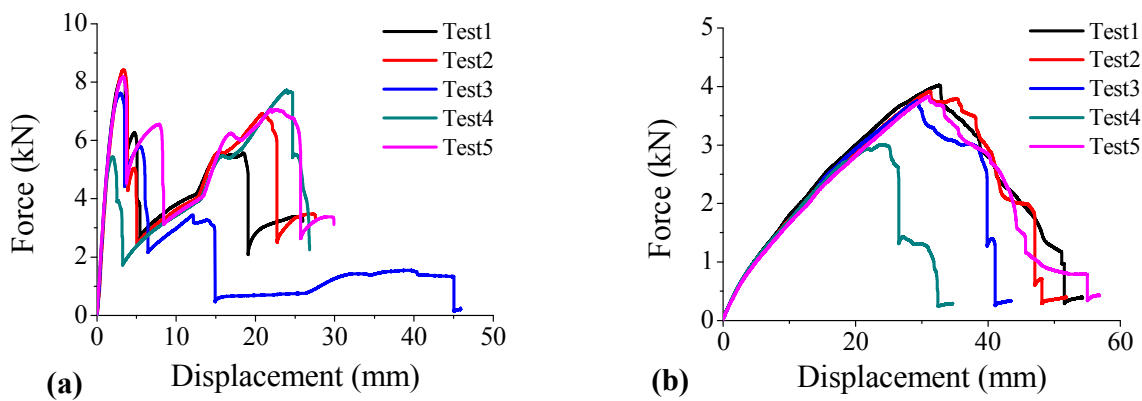 10
8
6
4
2
0
Force (kN)
0 10 20 30 40 50
Displacement (mm)
Test1
Test2
Test3
Test4
Test5
(a)
5
4
3
2
1
0
Force (kN)
0 20 40 60
Displacement (mm)
Test1
Test2
Test3
Test4
Test5
(b)